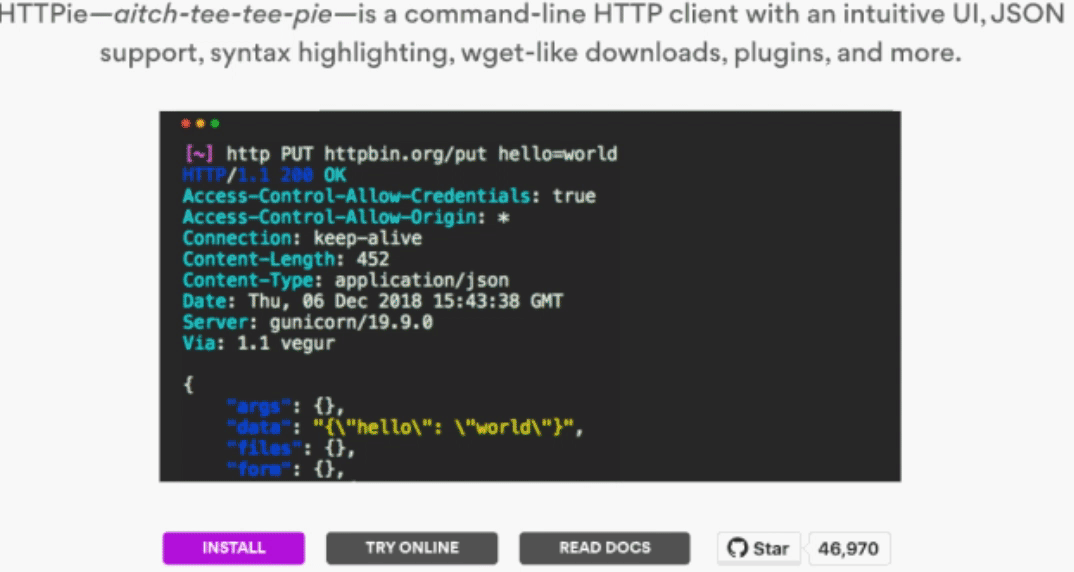 HTTPie—aitch-tee-tee-pie—is a command-line HTTP client with an intuitive UI, JSON
support, syntax highlighting, wget-like downloads, plugins, and more.
[~] http PUT httpbin.org/put hello=world
HTTP/1.1 200 OK
Access-Control-Allow-Credentials: true
Access-Control-Allow-Origin: *
Connection: keep-alive
Content-Length: 452
Content-Type: application/json
Date: Thu, 06 Dec 2018 15:43:38 GMT
Server: gunicorn/19.9.0
Via: 1.1 vegur
{
"args": {},
"data": "{\"hello\": \"world\"}",
"files": {},
"form": {},
INSTALL TRY ONLINE READ DOCS Star 46,970